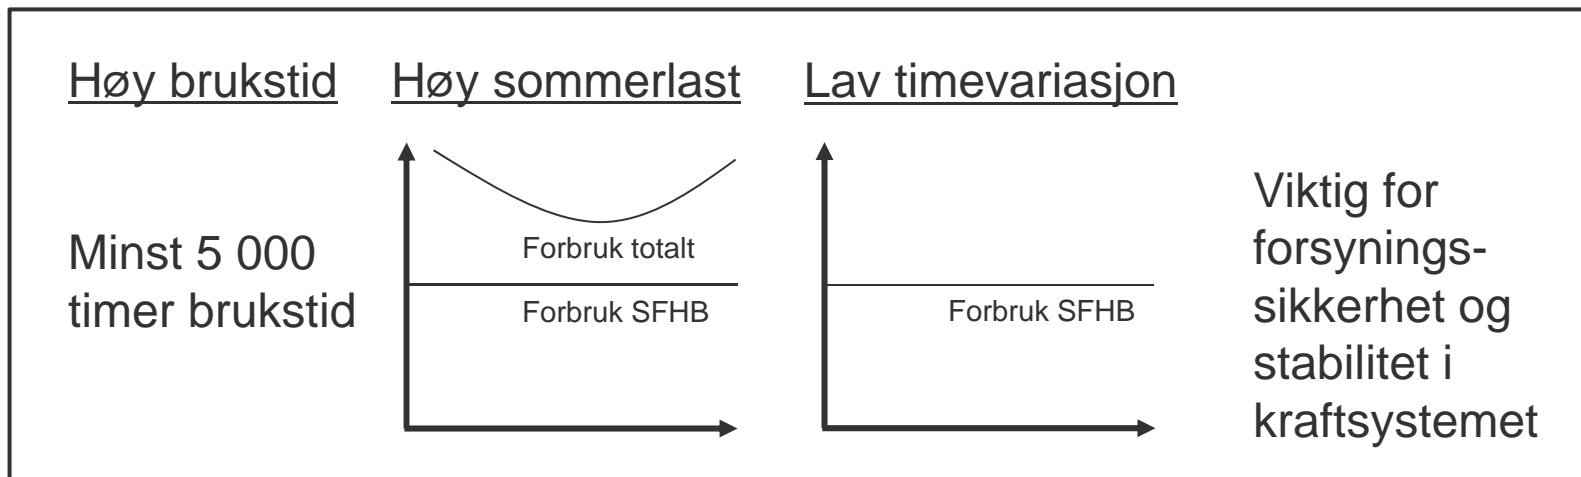 Høy brukstid
Høy sommerlast
Lav timevariasjon
Minst 5 000
timer brukstid
Forbruk totalt
Forbruk SFHB
Forbruk SFHB
Viktig for
forsynings-
sikkerhet og
stabilitet i
kraftsystemet